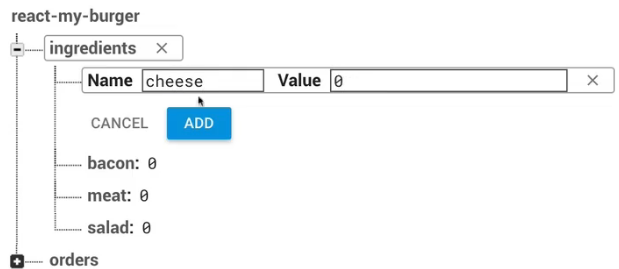 react-my-burger
ingredients ×
Name cheese Value 0 ×
CANCEL ADD
bacon: 0
meat: 0
salad: 0
orders